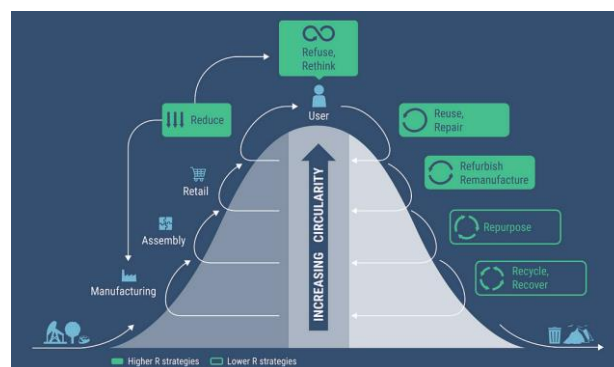 Refuse,
Rethink
User
Reduce
Reuse,
Repair
Refurbish
Remanufacture
Retail
Repurpose
Assembly
Recycle,
Recover
Manufacturing
INCREASING CIRCULARITY
Higher R strategies
Lower R strategies